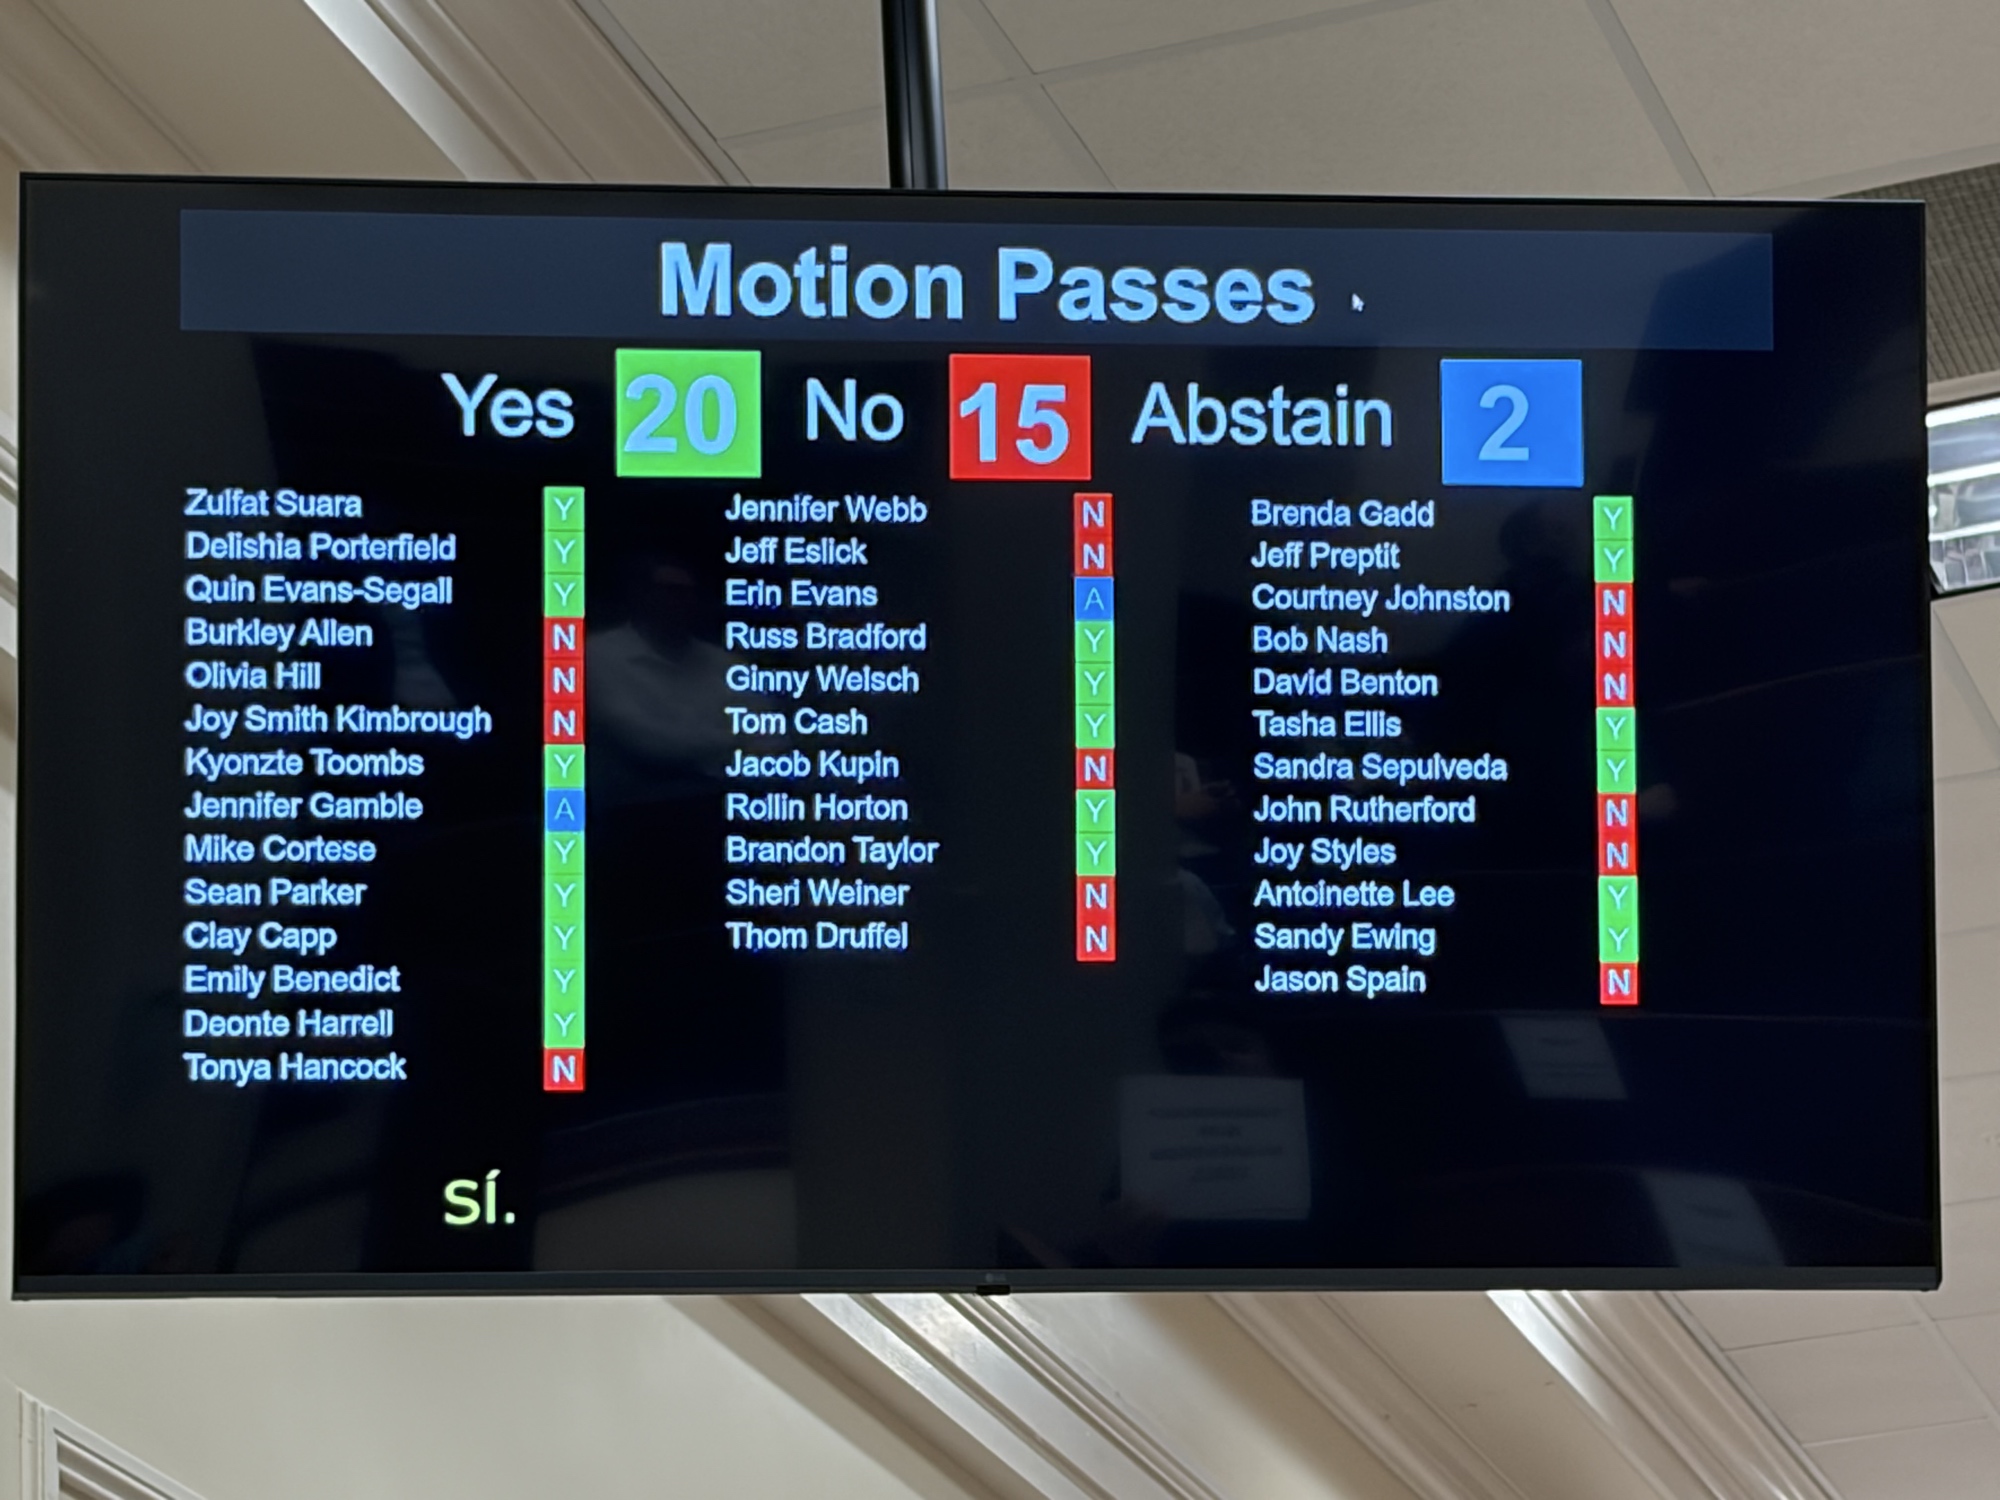 Motion Passes
Yes 20 No 15 Abstain 2
Zulfat Suara Y
Delishia Porterfield Y
Quin Evans-Segall Y
Burkley Allen N
Olivia Hill N
Joy Smith Kimbrough N
Kyonzte Toombs Y
Jennifer Gamble A
Mike Cortese Y
Sean Parker Y
Clay Capp Y
Emily Benedict Y
Deonte Harrell Y
Tonya Hancock N
Jennifer Webb N
Jeff Eslick N
Erin Evans A
Russ Bradford Y
Ginny Welsch Y
Tom Cash Y
Jacob Kupin N
Rollin Horton Y
Brandon Taylor Y
Sheri Weiner N
Thom Druffel N
Brenda Gadd Y
Jeff Preptit Y
Courtney Johnston N
Bob Nash N
David Benton N
Tasha Ellis Y
Sandra Sepulveda Y
John Rutherford N
Joy Styles N
Antoinette Lee Y
Sandy Ewing Y
Jason Spain N
sí.